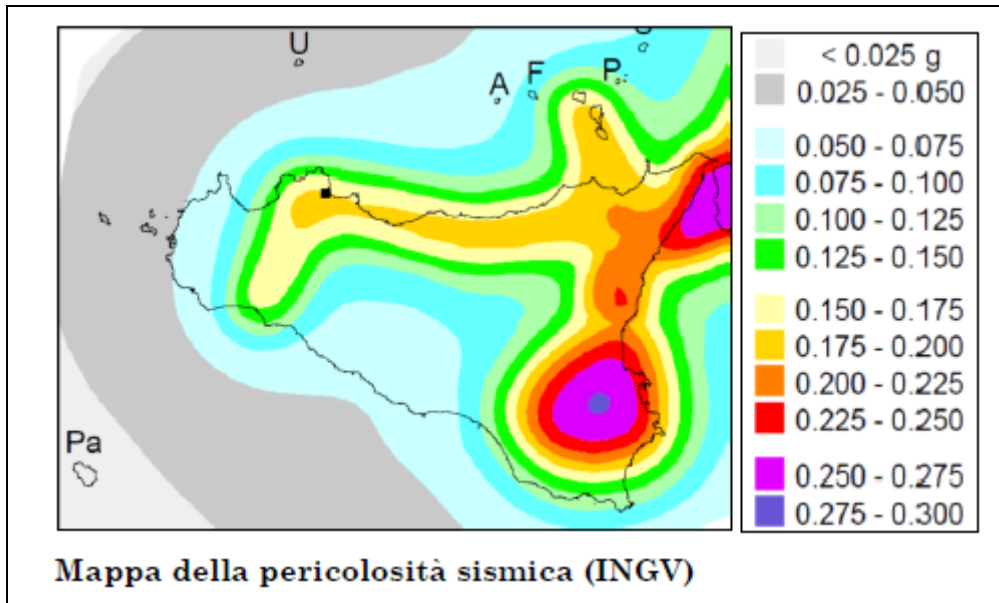 U
A
F
P
Pa
< 0.025 g
0.025 - 0.050
0.050 - 0.075
0.075 - 0.100
0.100 - 0.125
0.125 - 0.150
0.150 - 0.175
0.175 - 0.200
0.200 - 0.225
0.225 - 0.250
0.250 - 0.275
0.275 - 0.300
Mappa della pericolosità sismica (INGV)